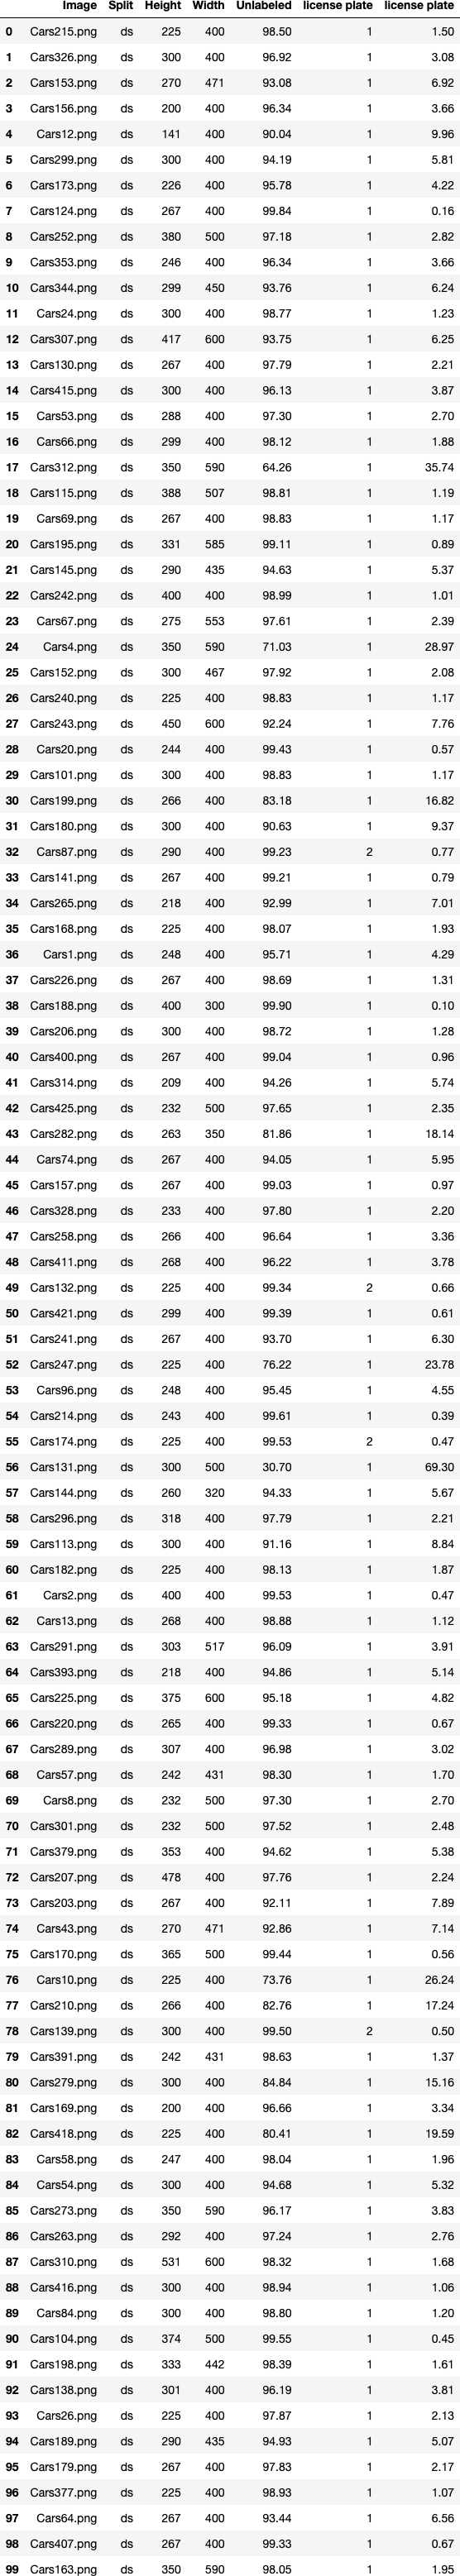 Image Split Height Width Unlabeled license plate license plate
0 Cars215.png ds 225 400 98.50 1 1.50
1 Cars326.png ds 300 400 96.92 1 3.08
2 Cars153.png ds 270 471 93.08 1 6.92
3 Cars156.png ds 200 400 96.34 1 3.66
4 Cars12.png ds 141 400 90.04 1 9.96
5 Cars299.png ds 300 400 94.19 1 5.81
6 Cars173.png ds 226 400 95.78 1 4.22
7 Cars124.png ds 267 400 99.84 1 0.16
8 Cars252.png ds 380 500 97.18 1 2.82
9 Cars353.png ds 246 400 96.34 1 3.66
10 Cars344.png ds 299 450 93.76 1 6.24
11 Cars24.png ds 300 400 98.77 1 1.23
12 Cars307.png ds 417 600 93.75 1 6.25
13 Cars130.png ds 267 400 97.79 1 2.21
14 Cars415.png ds 300 400 96.13 1 3.87
15 Cars53.png ds 288 400 97.30 1 2.70
16 Cars66.png ds 299 400 98.12 1 1.88
17 Cars312.png ds 350 590 64.26 1 35.74
18 Cars115.png ds 388 507 98.81 1 1.19
19 Cars69.png ds 267 400 98.83 1 1.17
20 Cars195.png ds 331 585 99.11 1 0.89
21 Cars145.png ds 290 435 94.63 1 5.37
22 Cars242.png ds 400 400 98.99 1 1.01
23 Cars67.png ds 275 553 97.61 1 2.39
24 Cars4.png ds 350 590 71.03 1 28.97
25 Cars152.png ds 300 467 97.92 1 2.08
26 Cars240.png ds 225 400 98.83 1 1.17
27 Cars243.png ds 450 600 92.24 1 7.76
28 Cars20.png ds 244 400 99.43 1 0.57
29 Cars101.png ds 300 400 98.83 1 1.17
30 Cars199.png ds 266 400 83.18 1 16.82
31 Cars180.png ds 300 400 90.63 1 9.37
32 Cars87.png ds 290 400 99.23 2 0.77
33 Cars141.png ds 267 400 99.21 1 0.79
34 Cars265.png ds 218 400 92.99 1 7.01
35 Cars168.png ds 225 400 98.07 1 1.93
36 Cars1.png ds 248 400 95.71 1 4.29
37 Cars226.png ds 267 400 98.69 1 1.31
38 Cars188.png ds 400 300 99.90 1 0.10
39 Cars206.png ds 300 400 98.72 1 1.28
40 Cars400.png ds 267 400 99.04 1 0.96
41 Cars314.png ds 209 400 94.26 1 5.74
42 Cars425.png ds 232 500 97.65 1 2.35
43 Cars282.png ds 263 350 81.86 1 18.14
44 Cars74.png ds 267 400 94.05 1 5.95
45 Cars157.png ds 267 400 99.03 1 0.97
46 Cars328.png ds 233 400 97.80 1 2.20
47 Cars258.png ds 266 400 96.64 1 3.36
48 Cars411.png ds 268 400 96.22 1 3.78
49 Cars132.png ds 225 400 99.34 2 0.66
50 Cars421.png ds 299 400 99.39 1 0.61
51 Cars241.png ds 267 400 93.70 1 6.30
52 Cars247.png ds 225 400 76.22 1 23.78
53 Cars96.png ds 248 400 95.45 1 4.55
54 Cars214.png ds 243 400 99.61 1 0.39
55 Cars174.png ds 225 400 99.53 2 0.47
56 Cars131.png ds 300 500 30.70 1 69.30
57 Cars144.png ds 260 320 94.33 1 5.67
58 Cars296.png ds 318 400 97.79 1 2.21
59 Cars113.png ds 300 400 91.16 1 8.84
60 Cars182.png ds 225 400 98.13 1 1.87
61 Cars2.png ds 400 400 99.53 1 0.47
62 Cars13.png ds 268 400 98.88 1 1.12
63 Cars291.png ds 303 517 96.09 1 3.91
64 Cars393.png ds 218 400 94.86 1 5.14
65 Cars225.png ds 375 600 95.18 1 4.82
66 Cars220.png ds 265 400 99.33 1 0.67
67 Cars289.png ds 307 400 96.98 1 3.02
68 Cars57.png ds 242 431 98.30 1 1.70
69 Cars8.png ds 232 500 97.30 1 2.70
70 Cars301.png ds 232 500 97.52 1 2.48
71 Cars379.png ds 353 400 94.62 1 5.38
72 Cars207.png ds 478 400 97.76 1 2.24
73 Cars203.png ds 267 400 92.11 1 7.89
74 Cars43.png ds 270 471 92.86 1 7.14
75 Cars170.png ds 365 500 99.44 1 0.56
76 Cars10.png ds 225 400 73.76 1 26.24
77 Cars210.png ds 266 400 82.76 1 17.24
78 Cars139.png ds 300 400 99.50 2 0.50
79 Cars391.png ds 242 431 98.63 1 1.37
80 Cars279.png ds 300 400 84.84 1 15.16
81 Cars169.png ds 200 400 96.66 1 3.34
82 Cars418.png ds 225 400 80.41 1 19.59
83 Cars58.png ds 247 400 98.04 1 1.96
84 Cars54.png ds 300 400 94.68 1 5.32
85 Cars273.png ds 350 590 96.17 1 3.83
86 Cars263.png ds 292 400 97.24 1 2.76
87 Cars310.png ds 531 600 98.32 1 1.68
88 Cars416.png ds 300 400 98.94 1 1.06
89 Cars84.png ds 300 400 98.80 1 1.20
90 Cars104.png ds 374 500 99.55 1 0.45
91 Cars198.png ds 333 442 98.39 1 1.61
92 Cars138.png ds 301 400 96.19 1 3.81
93 Cars26.png ds 225 400 97.87 1 2.13
94 Cars189.png ds 290 435 94.93 1 5.07
95 Cars179.png ds 267 400 97.83 1 2.17
96 Cars377.png ds 225 400 98.93 1 1.07
97 Cars64.png ds 267 400 93.44 1 6.56
98 Cars407.png ds 267 400 99.33 1 0.67
99 Cars163.png ds 350 590 98.05 1 1.95